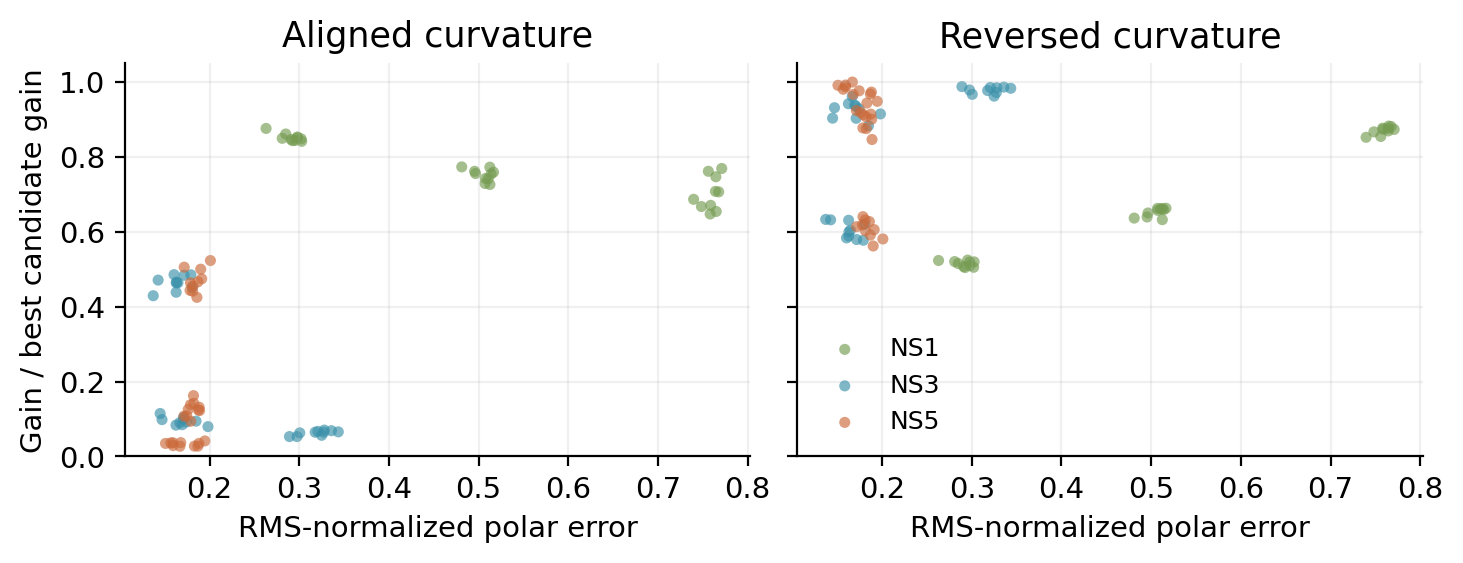 Aligned curvature
Reversed curvature
Gain / best candidate gain
1.0
0.8
0.6
0.4
0.2
0.0
NS1
NS3
NS5
0.2 0.3 0.4 0.5 0.6 0.7 0.8
0.2 0.3 0.4 0.5 0.6 0.7 0.8
RMS-normalized polar error
RMS-normalized polar error